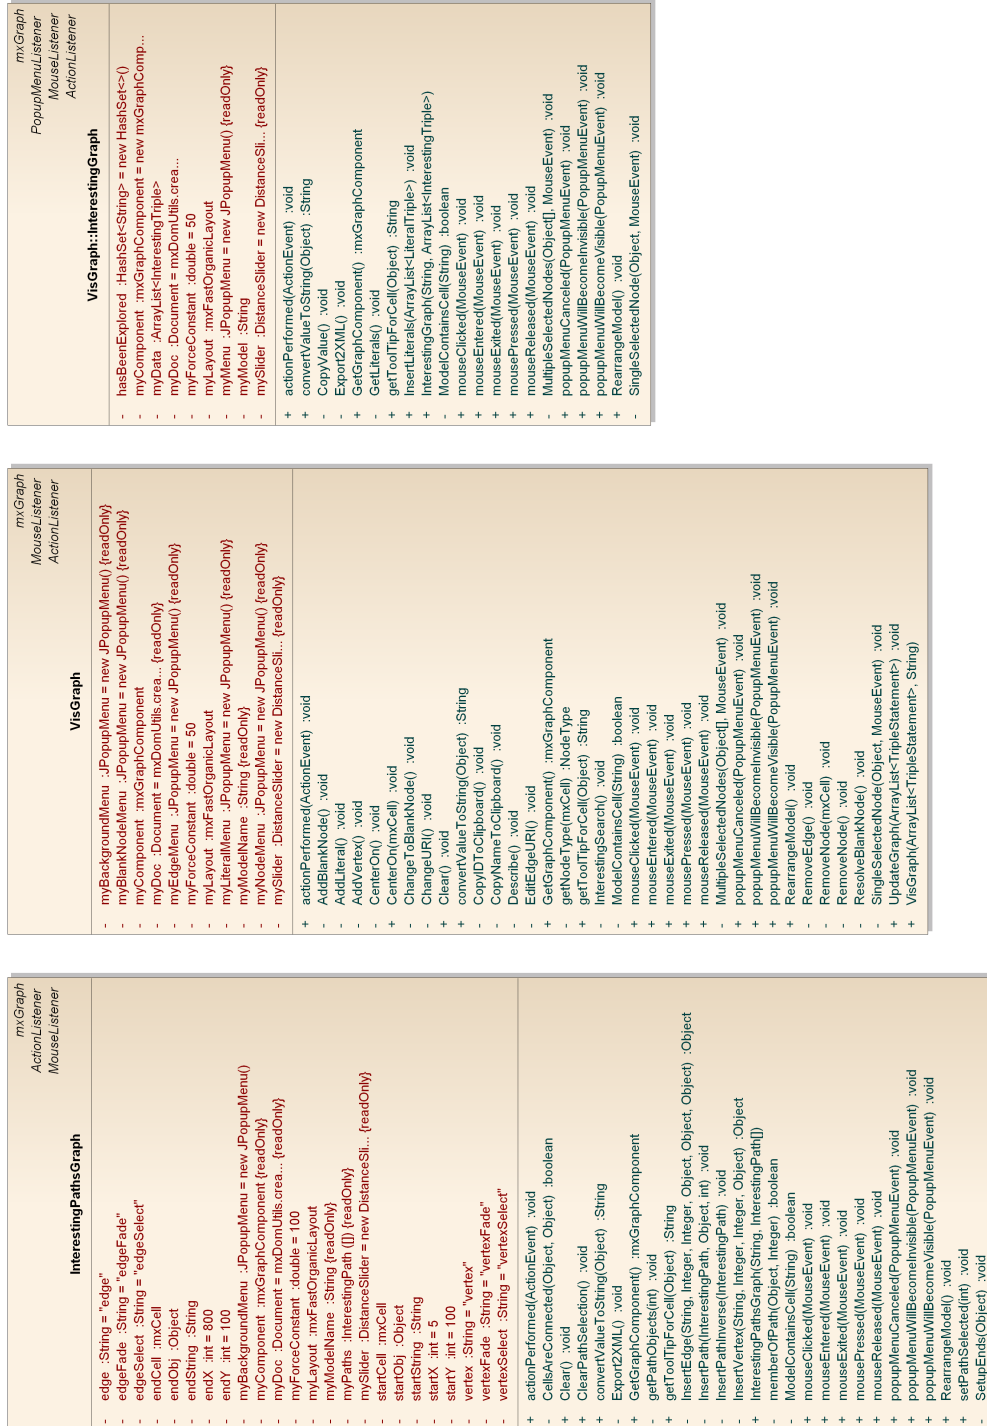 mxGraph
ActionListener
MouseListener
InterestingPathsGraph
- edge :String = "edge"
- edgeFade :String = "edgeFade"
- edgeSelect :String = "edgeSelect"
- endCell :mxCell
- endObj :Object
- endString :String
- endX :int = 800
- endY :int = 100
- myBackgroundMenu :JPopupMenu = new JPopupMenu()
- myComponent :mxGraphComponent {readOnly}
- myDoc :Document = mxDomUtils.crea... {readOnly}
- myForceConstant :double = 100
- myLayout :mxFastOrganicLayout
- myModelName :String {readOnly}
- myPaths :InterestingPath ([]) {readOnly}
- mySlider :DistanceSlider = new DistanceSli... {readOnly}
- startCell :mxCell
- startObj :Object
- startString :String
- startX :int = 5
- startY :int = 100
- vertex :String = "vertex"
- vertexFade :String = "vertexFade"
- vertexSelect :String = "vertexSelect"
+ actionPerformed(ActionEvent) :void
- CellsAreConnected(Object, Object) :boolean
+ Clear() :void
- ClearPathSelection() :void
+ convertValueToString(Object) :String
- Export2XML() :void
+ GetGraphComponent() :mxGraphComponent
- getPathObjects(int) :void
+ getToolTipForCell(Object) :String
- InsertEdge(String, Integer, Integer, Object, Object, Object) :Object
- InsertPath(InterestingPath, Object, int) :void
- InsertPathInverse(InterestingPath) :void
- InsertVertex(String, Integer, Integer, Object) :Object
+ InterestingPathsGraph(String, InterestingPath[])
- memberOfPath(Object, Integer) :boolean
- ModelContainsCell(String) :boolean
+ mouseClicked(MouseEvent) :void
+ mouseEntered(MouseEvent) :void
+ mouseExited(MouseEvent) :void
+ mousePressed(MouseEvent) :void
+ mouseReleased(MouseEvent) :void
+ popupMenuCanceled(PopupMenuEvent) :void
+ popupMenuWillBecomeInvisible(PopupMenuEvent) :void
+ popupMenuWillBecomeVisible(PopupMenuEvent) :void
+ RearrangeModel() :void
- setPathSelected(int) :void
- SetupEnds(Object) :void
mxGraph
MouseListener
ActionListener
VisGraph
- myBackgroundMenu :JPopupMenu = new JPopupMenu() {readOnly}
- myBlankNodeMenu :JPopupMenu = new JPopupMenu() {readOnly}
- myComponent :mxGraphComponent
- myDoc :Document = mxDomUtils.crea... {readOnly}
- myEdgeMenu :JPopupMenu = new JPopupMenu() {readOnly}
- myForceConstant :double = 50
- myLayout :mxFastOrganicLayout
- myLiteralMenu :JPopupMenu = new JPopupMenu() {readOnly}
- myModelName :String {readOnly}
- myNodeMenu :JPopupMenu = new JPopupMenu() {readOnly}
- mySlider :DistanceSlider = new DistanceSli... {readOnly}
+ actionPerformed(ActionEvent) :void
- AddBlankNode() :void
- AddLiteral() :void
- AddVertex() :void
- CenterOn() :void
+ CenterOn(mxCell) :void
- ChangeToBlankNode() :void
- ChangeURI() :void
+ Clear() :void
+ convertValueToString(Object) :String
- CopyIDToClipboard() :void
- CopyNameToClipboard() :void
- Describe() :void
- EditEdgeURI() :void
+ GetGraphComponent() :mxGraphComponent
- getNodeType(mxCell) :NodeType
+ getToolTipForCell(Object) :String
- InterestingSearch() :void
- ModelContainsCell(String) :boolean
+ mouseClicked(MouseEvent) :void
+ mouseEntered(MouseEvent) :void
+ mouseExited(MouseEvent) :void
+ mousePressed(MouseEvent) :void
+ mouseReleased(MouseEvent) :void
- MultipleSelectedNodes(Object[], MouseEvent) :void
+ popupMenuCanceled(PopupMenuEvent) :void
+ popupMenuWillBecomeInvisible(PopupMenuEvent) :void
+ popupMenuWillBecomeVisible(PopupMenuEvent) :void
+ RearrangeModel() :void
- RemoveEdge() :void
- RemoveNode(mxCell) :void
- RemoveNode() :void
- ResolveBlankNode() :void
- SingleSelectedNode(Object, MouseEvent) :void
+ UpdateGraph(ArrayList<TripleStatement>) :void
+ VisGraph(ArrayList<TripleStatement>, String)
mxGraph
PopupMenuListener
MouseListener
ActionListener
VisGraph::InterestingGraph
- hasBeenExplored :HashSet<String> = new HashSet<>()
- myComponent :mxGraphComponent = new mxGraphComp...
- myData :ArrayList<InterestingTriple>
- myDoc :Document = mxDomUtils.crea...
- myForceConstant :double = 50
- myLayout :mxFastOrganicLayout
- myMenu :JPopupMenu = new JPopupMenu() {readOnly}
- myModel :String
- mySlider :DistanceSlider = new DistanceSli... {readOnly}
+ actionPerformed(ActionEvent) :void
+ convertValueToString(Object) :String
- CopyValue() :void
- Export2XML() :void
+ GetGraphComponent() :mxGraphComponent
- GetLiterals() :void
+ getToolTipForCell(Object) :String
+ InsertLiterals(ArrayList<LiteralTriple>) :void
+ InterestingGraph(String, ArrayList<InterestingTriple>)
- ModelContainsCell(String) :boolean
+ mouseClicked(MouseEvent) :void
+ mouseEntered(MouseEvent) :void
+ mouseExited(MouseEvent) :void
+ mousePressed(MouseEvent) :void
+ mouseReleased(MouseEvent) :void
- MultipleSelectedNodes(Object[], MouseEvent) :void
+ popupMenuCanceled(PopupMenuEvent) :void
+ popupMenuWillBecomeInvisible(PopupMenuEvent) :void
+ popupMenuWillBecomeVisible(PopupMenuEvent) :void
+ RearrangeModel() :void
- SingleSelectedNode(Object, MouseEvent) :void